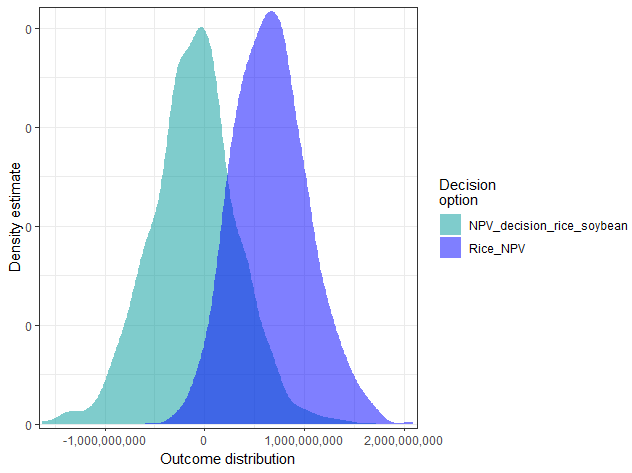 0
0
0
0
0
Density estimate
-1,000,000,000
0
1,000,000,000
2,000,000,000
Outcome distribution
Decision
option
NPV_decision_rice_soybean
Rice_NPV